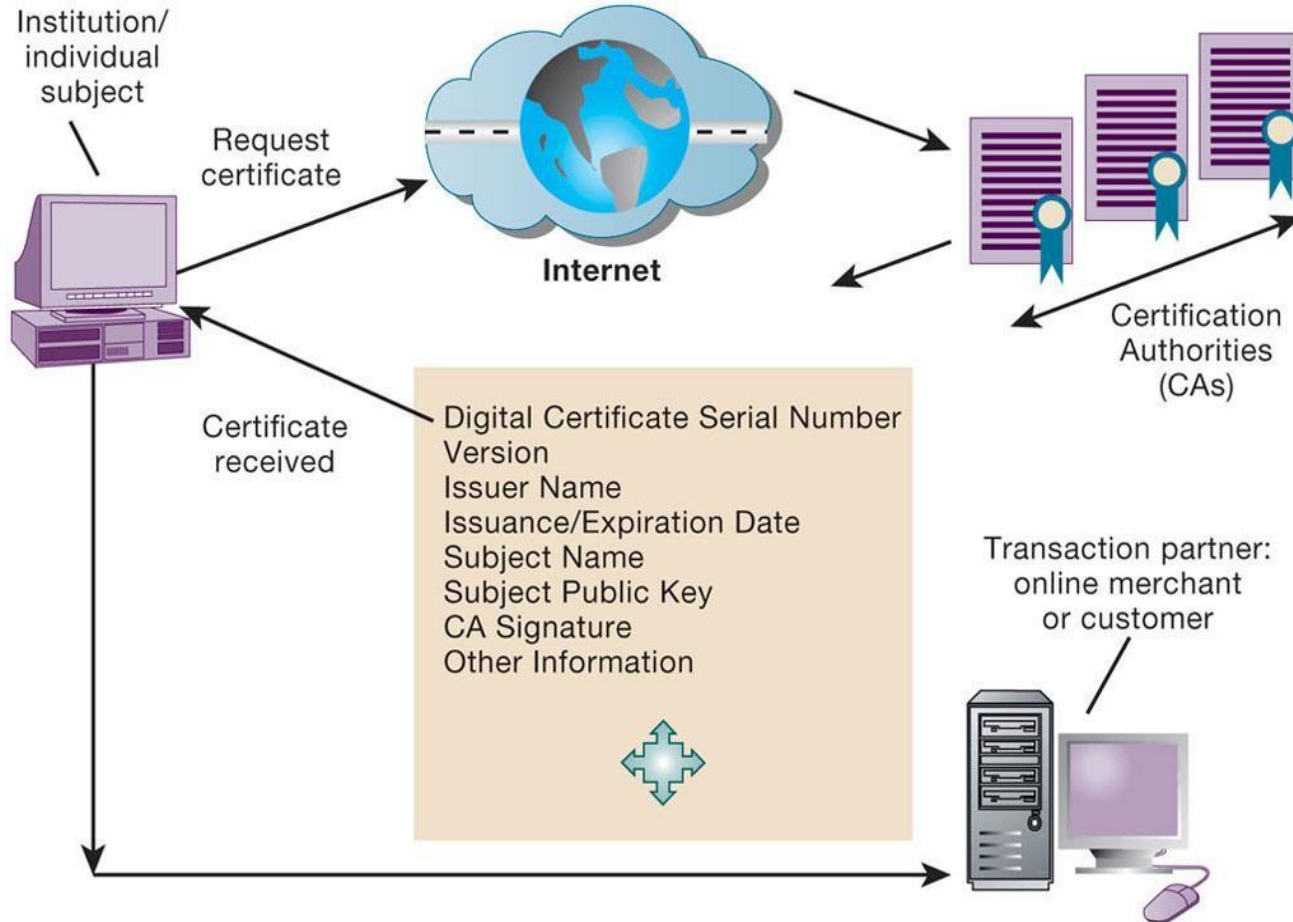 Institution/
individual
subject
Request
certificate
Internet
Certification
Authorities
(CAs)
Certificate
received
Digital Certificate Serial Number
Version
Issuer Name
Issuance/Expiration Date
Subject Name
Subject Public Key
CA Signature
Other Information
Transaction partner:
online merchant
or customer